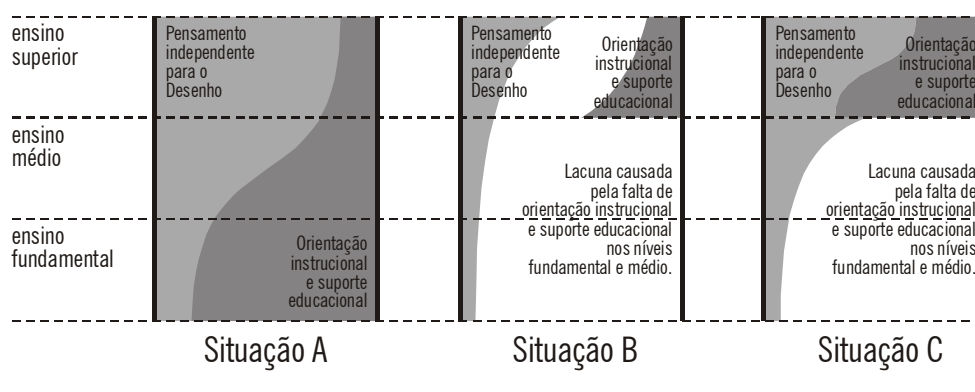 ensino
superior
ensino
médio
ensino
fundamental
Pensamento
independente
para o
Desenho
Orientação
instrucional
e suporte
educacional
Situação A
Pensamento
independente
para o
Desenho
Orientação
instrucional
e suporte
educacional
Lacuna causada
pela falta de
orientação instrucional
e suporte educacional
nos níveis
fundamental e médio.
Situação B
Pensamento
independente
para o
Desenho
Orientação
instrucional
e suporte
educacional
Lacuna causada
pela falta de
orientação instrucional
e suporte educacional
nos níveis
fundamental e médio.
Situação C